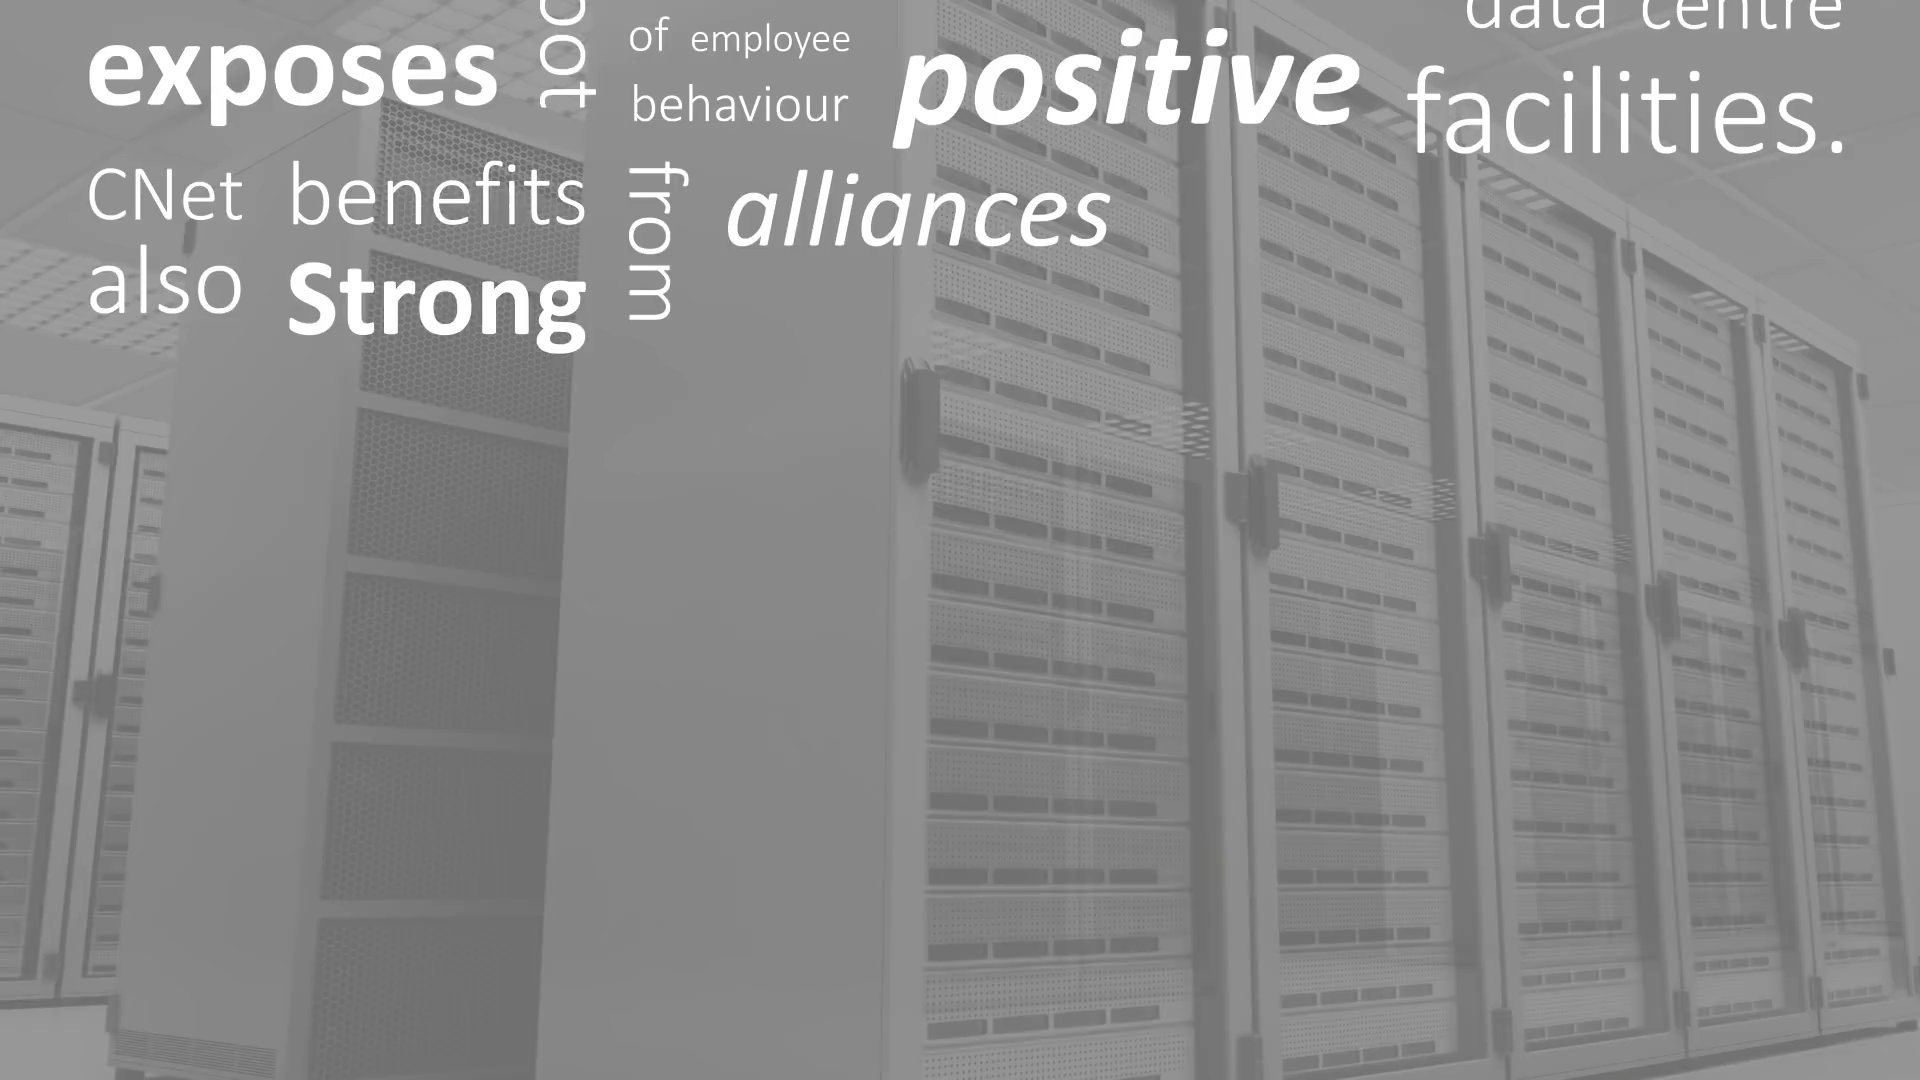 exposes
of employee
behaviour
positive
data centre
facilities.
CNet
also
benefits
Strong
from
alliances